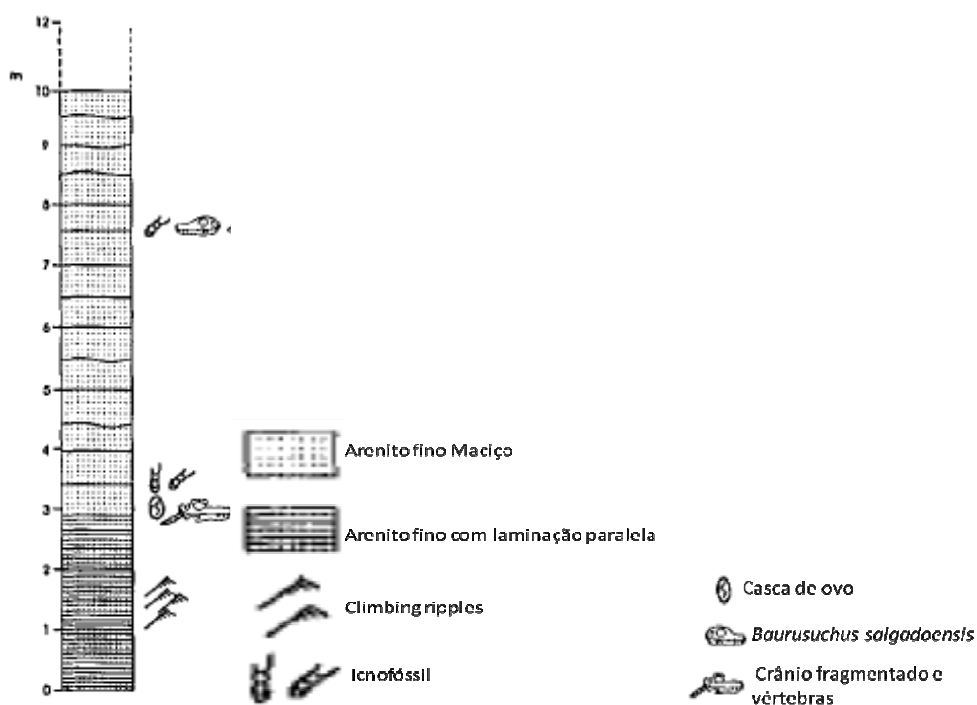 12
m
10
9
8
7
6
5
4
3
2
1
0
Arenito fino Maciço
Arenito fino com laminação paralela
Climbing ripples
Icnofóssil
Casca de ovo
Baurusuchus salgadoensis
Crânio fragmentado e
vértebras